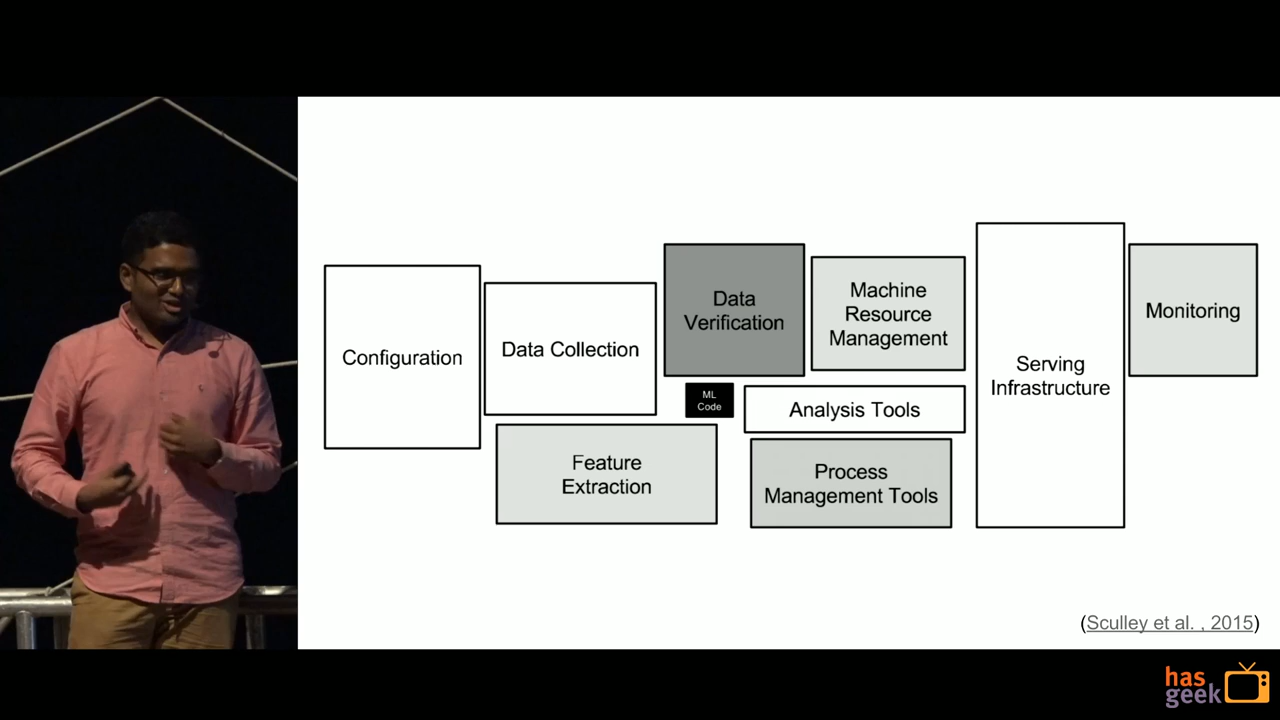 Configuration
Data Collection
Data
Verification
Machine
Resource
Management
Serving
Infrastructure
Monitoring
ML
Code
Analysis Tools
Feature
Extraction
Process
Management Tools
(Sculley et al. , 2015)
has
geek